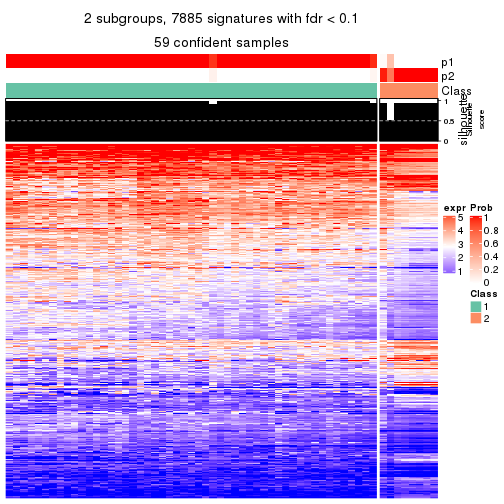 2 subgroups, 7885 signatures with fdr < 0.1
59 confident samples
p1
p2
Class
1
0.5
0
silhouette
score
expr
5
4
3
2
1
Prob
1
0.8
0.6
0.4
0.2
0
Class
1
2